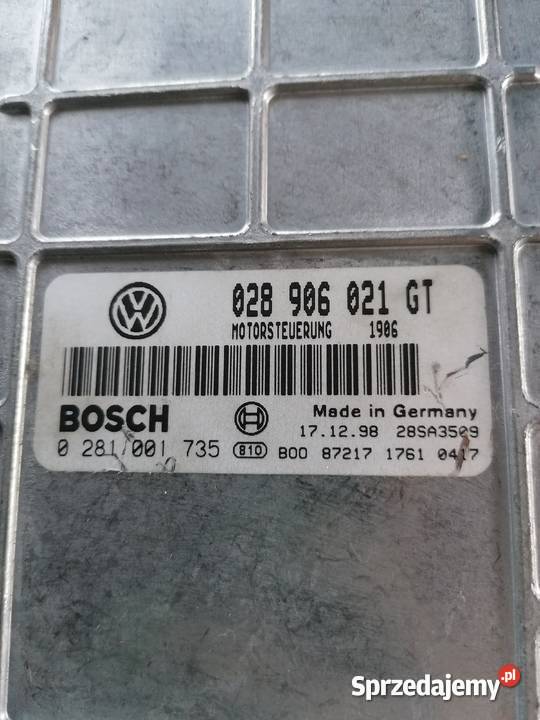 028 906 021 GT
MOTORSTEUERUNG 1906
BOSCH
Made in Germany
17.12.98 28SA3509
0 281 001 735 810 B00 87217 1761 0417
Sprzedajemy.pl